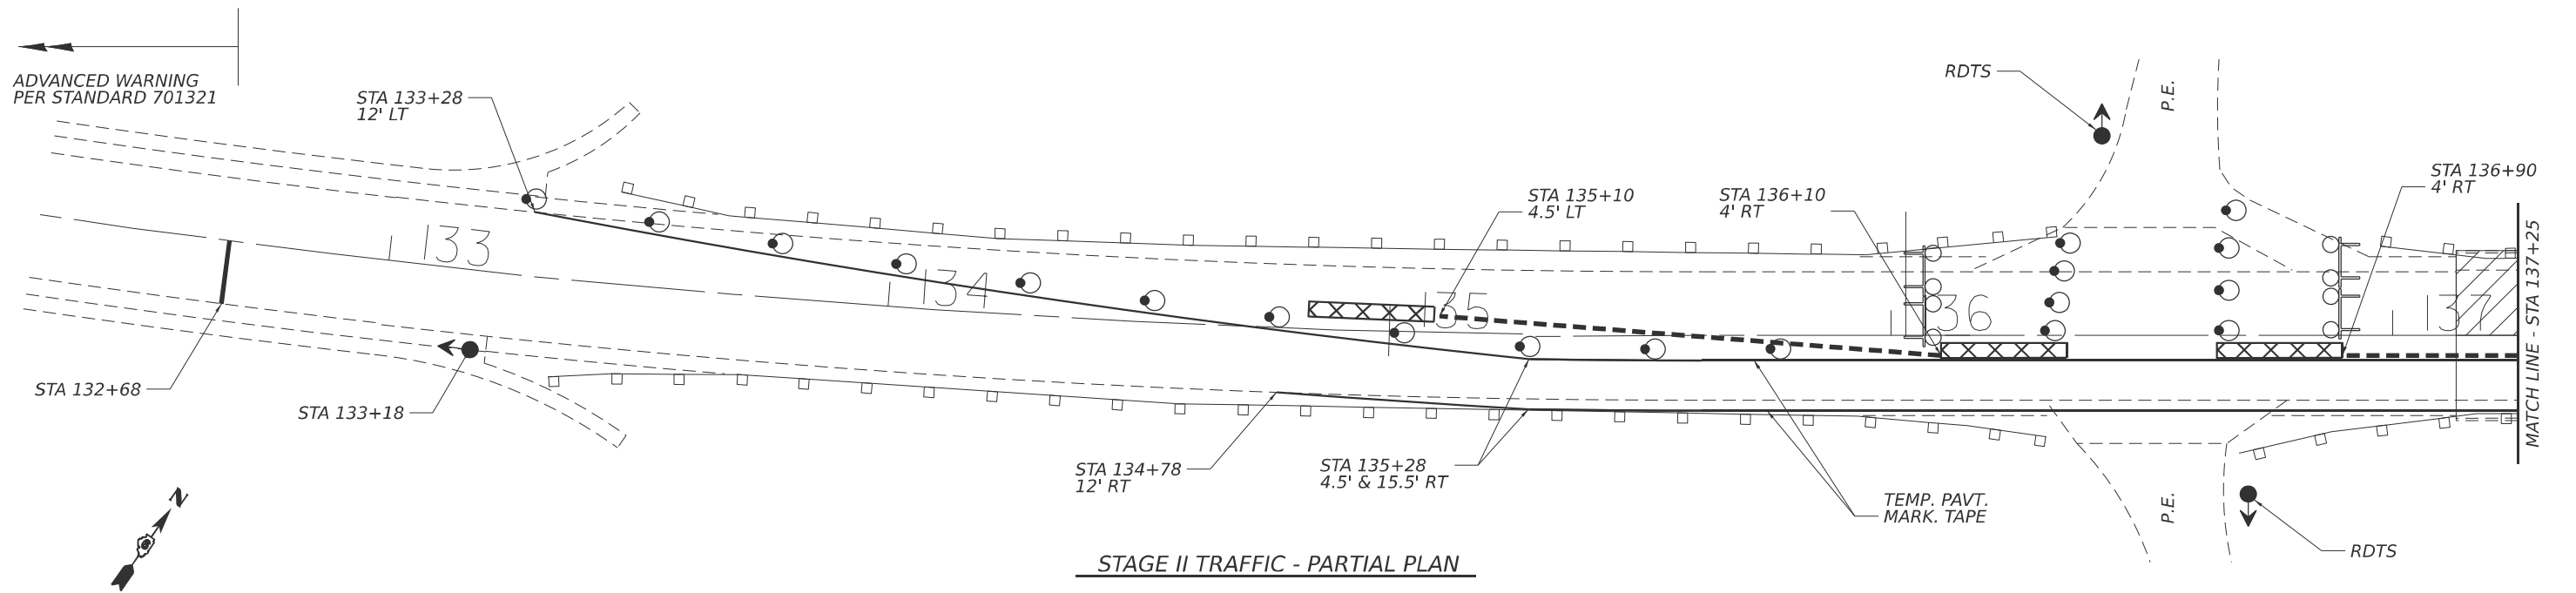 ADVANCED WARNING
PER STANDARD 701321
STA 133+28
12' LT
RDTS
P.E.
STA 136+90
4' RT
STA 135+10
4.5' LT
STA 136+10
4' RT
133
134
135
136
137
MATCH LINE - STA 137+25
STA 132+68
STA 133+18
STA 134+78
12' RT
STA 135+28
4.5' & 15.5' RT
TEMP. PAVT.
MARK. TAPE
P.E.
RDTS
N
STAGE II TRAFFIC - PARTIAL PLAN